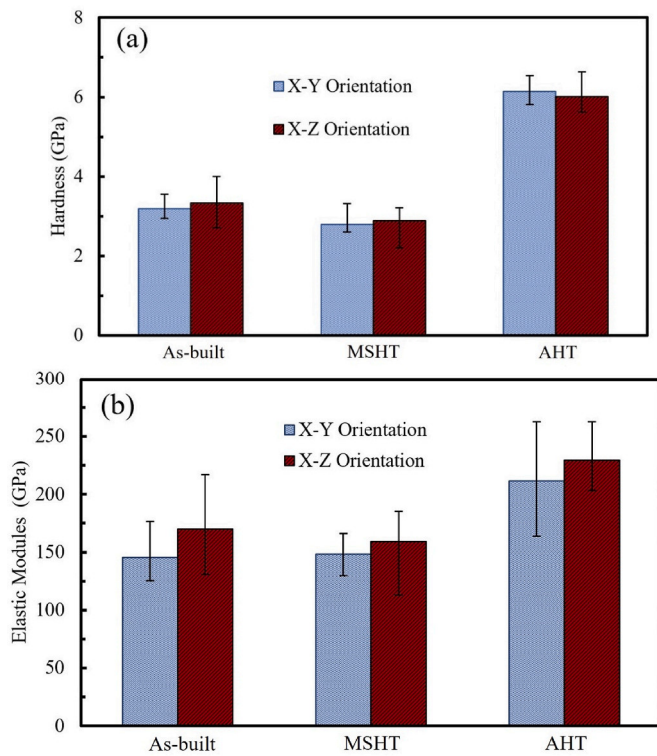 (a)
8
6
4
2
0
Hardness (GPa)
X-Y Orientation
X-Z Orientation
As-built MSHT AHT
(b)
300
250
200
150
100
50
0
Elastic Modules (GPa)
X-Y Orientation
X-Z Orientation
As-built MSHT AHT